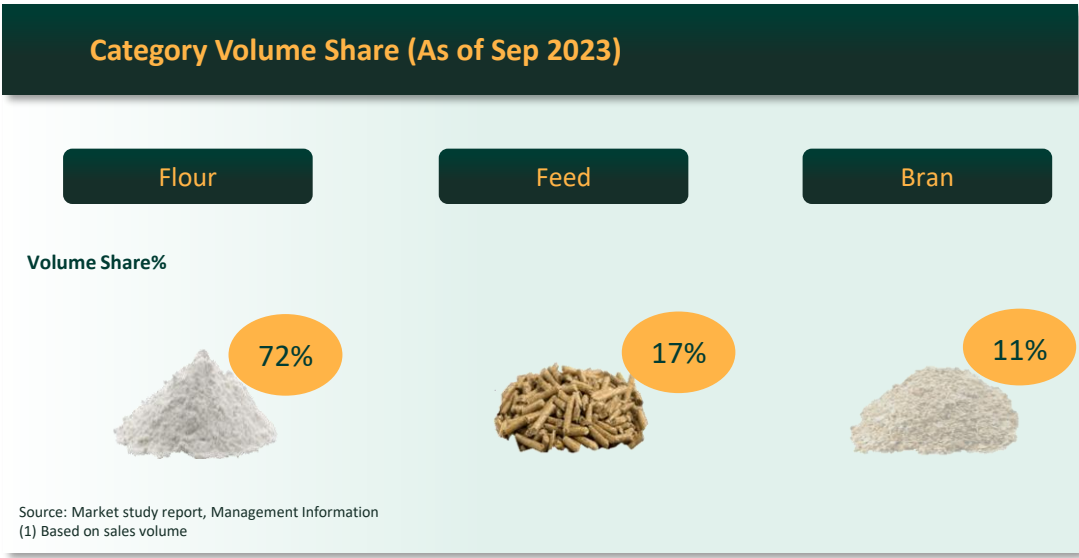 Category Volume Share (As of Sep 2023)
Flour
Feed
Bran
Volume Share%
72%
17%
11%
Source: Market study report, Management Information
(1) Based on sales volume